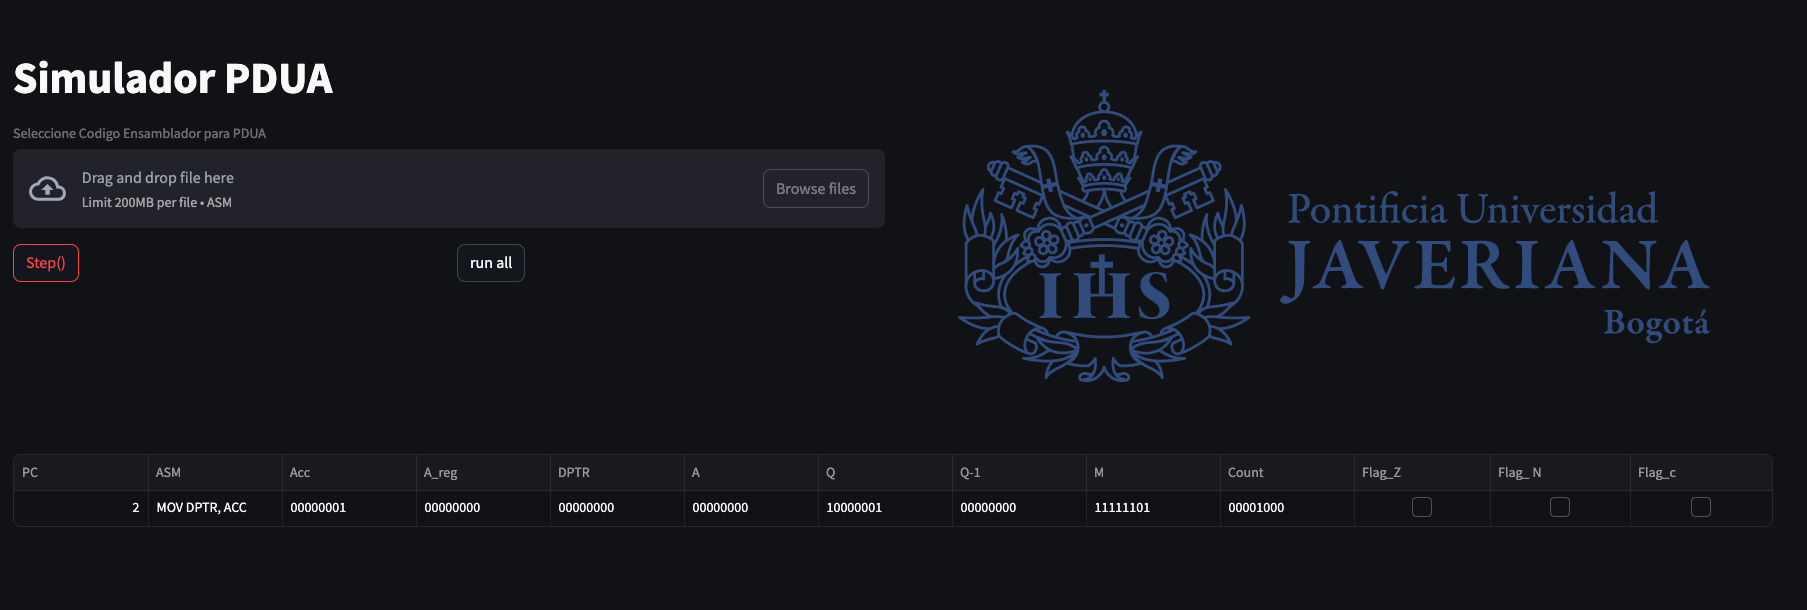 Simulador PDUA
Seleccione Codigo Ensamblador para PDUA
Drag and drop file here
Limit 200MB per file • ASM
Browse files
Step()
run all
IHS
Pontificia Universidad
JAVERIANA
Bogotá
PC ASM Acc A_reg DPTR A Q Q-1 M Count Flag_Z Flag_ N Flag_c
2 MOV DPTR, ACC 00000001 00000000 00000000 00000000 10000001 00000000 11111101 00001000